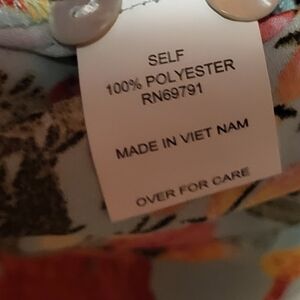 SELF
100% POLYESTER
RN69791
MADE IN VIET NAM
OVER FOR CARE